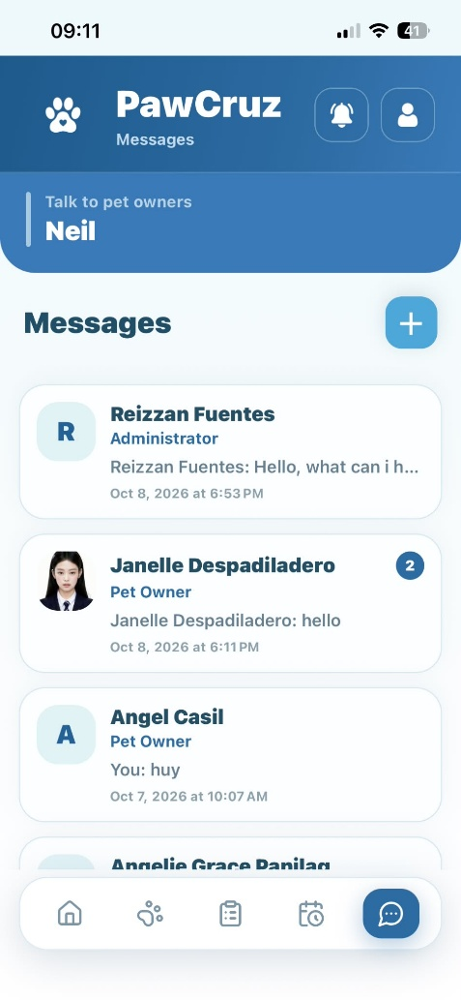 09:11
41
PawCruz
Messages
Talk to pet owners
Neil
Messages
R
Reizzan Fuentes
Administrator
Reizzan Fuentes: Hello, what can i h...
Oct 8, 2026 at 6:53 PM
Janelle Despadiladero
2
Pet Owner
Janelle Despadiladero: hello
Oct 8, 2026 at 6:11 PM
A
Angel Casil
Pet Owner
You: huy
Oct 7, 2026 at 10:07 AM
Angelie Grace Panilag